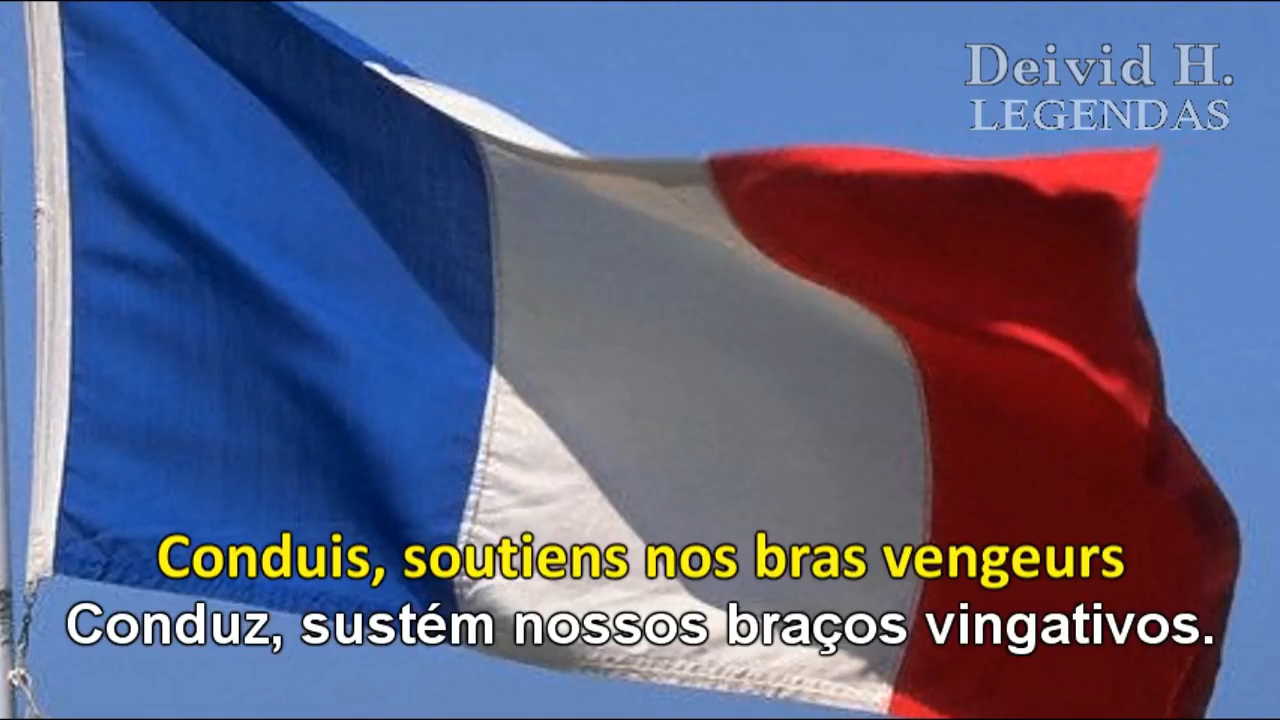 Deivid H.
LEGENDAS
Conduis, soutiens nos bras vengeurs
Conduz, sustém nossos braços vingativos.